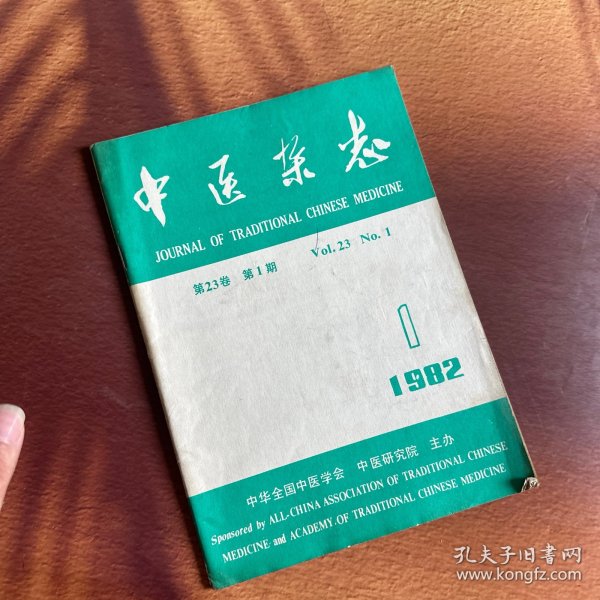 中医杂志
JOURNAL OF TRADITIONAL CHINESE MEDICINE
第23卷 第1期 Vol.23 No.1
1
1982
中华全国中医学会 中医研究院 主办
Sponsored by ALL-CHINA ASSOCIATION OF TRADITIONAL CHINESE
MEDICINE and ACADEMY OF TRADITIONAL CHINESE MEDICINE
孔夫子旧书网
www.kongfz.com